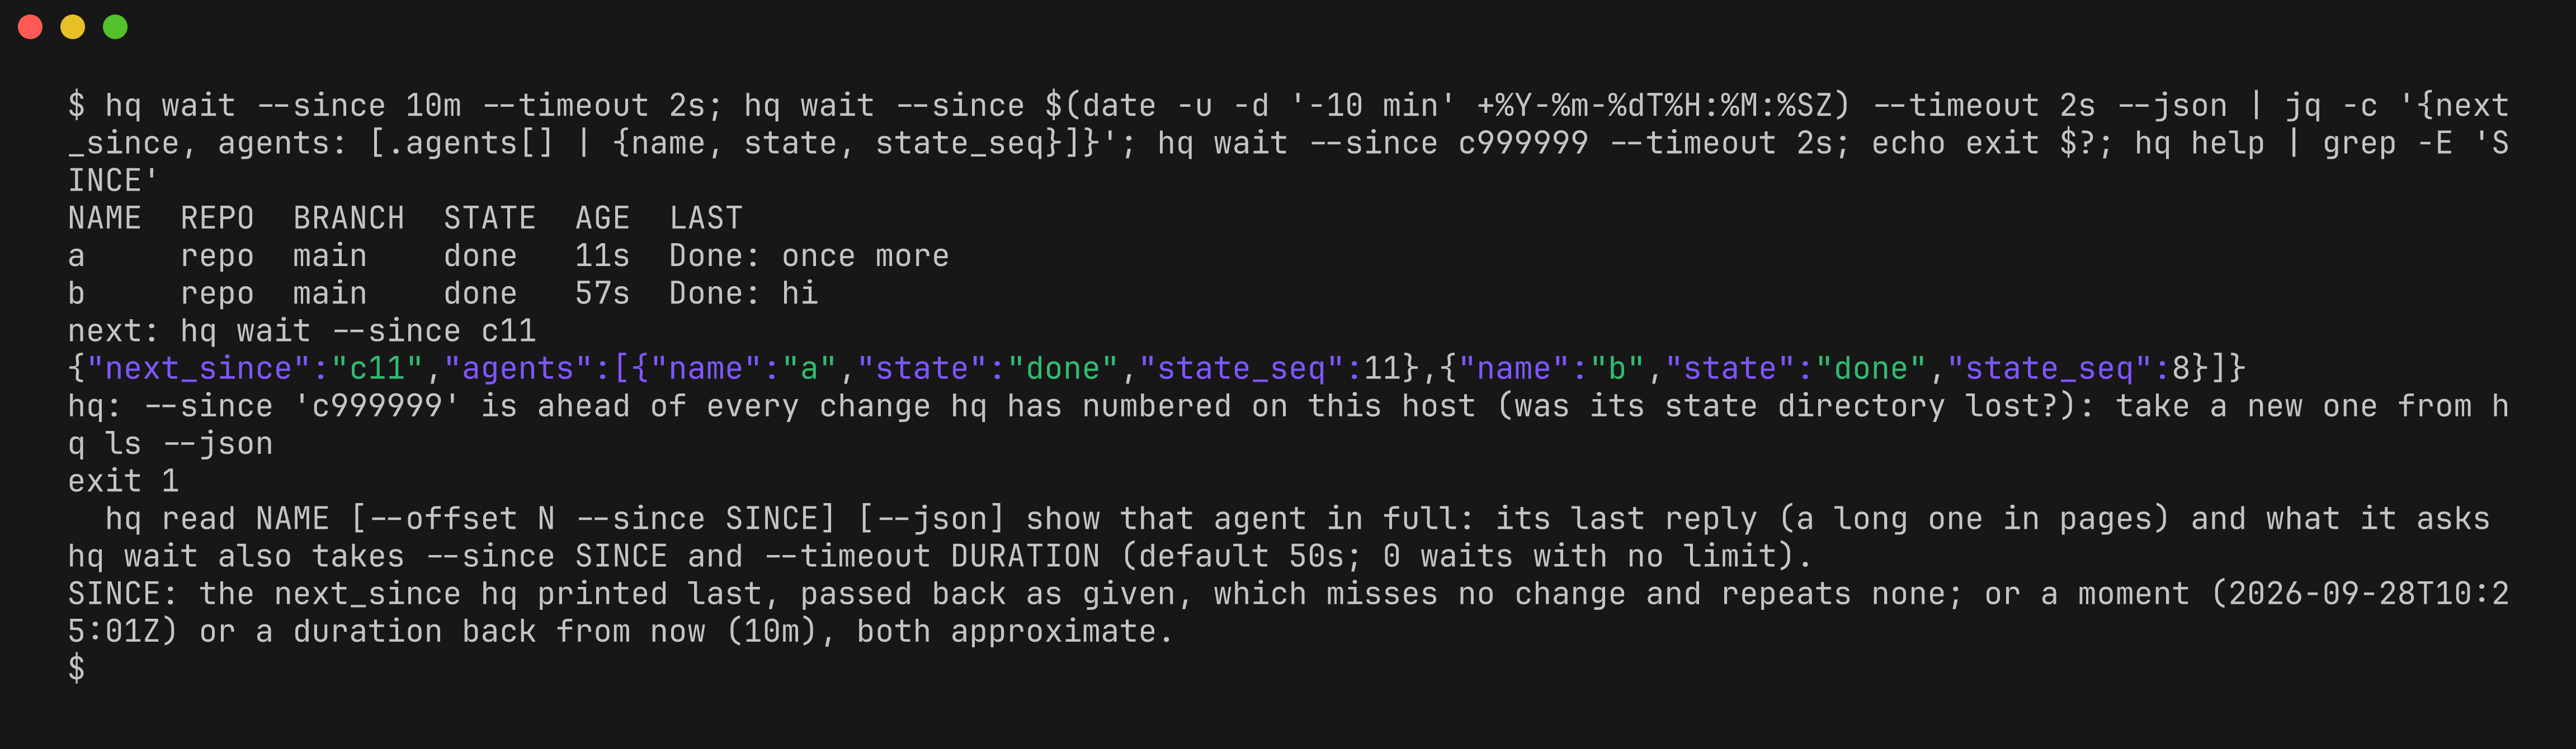 $ hq wait --since 10m --timeout 2s; hq wait --since $(date -u -d '-10 min' +%Y-%m-%dT%H:%M:%SZ) --timeout 2s --json | jq -c '{next
_since, agents: [.agents[] | {name, state, state_seq}]}'; hq wait --since c999999 --timeout 2s; echo exit $?; hq help | grep -E 'S
INCE'
NAME  REPO  BRANCH  STATE  AGE  LAST
a     repo  main    done   11s  Done: once more
b     repo  main    done   57s  Done: hi
next: hq wait --since c11
{"next_since":"c11","agents":[{"name":"a","state":"done","state_seq":11},{"name":"b","state":"done","state_seq":8}]}
hq: --since 'c999999' is ahead of every change hq has numbered on this host (was its state directory lost?): take a new one from h
q ls --json
exit 1
  hq read NAME [--offset N --since SINCE] [--json] show that agent in full: its last reply (a long one in pages) and what it asks
hq wait also takes --since SINCE and --timeout DURATION (default 50s; 0 waits with no limit).
SINCE: the next_since hq printed last, passed back as given, which misses no change and repeats none; or a moment (2026-09-28T10:2
5:01Z) or a duration back from now (10m), both approximate.
$